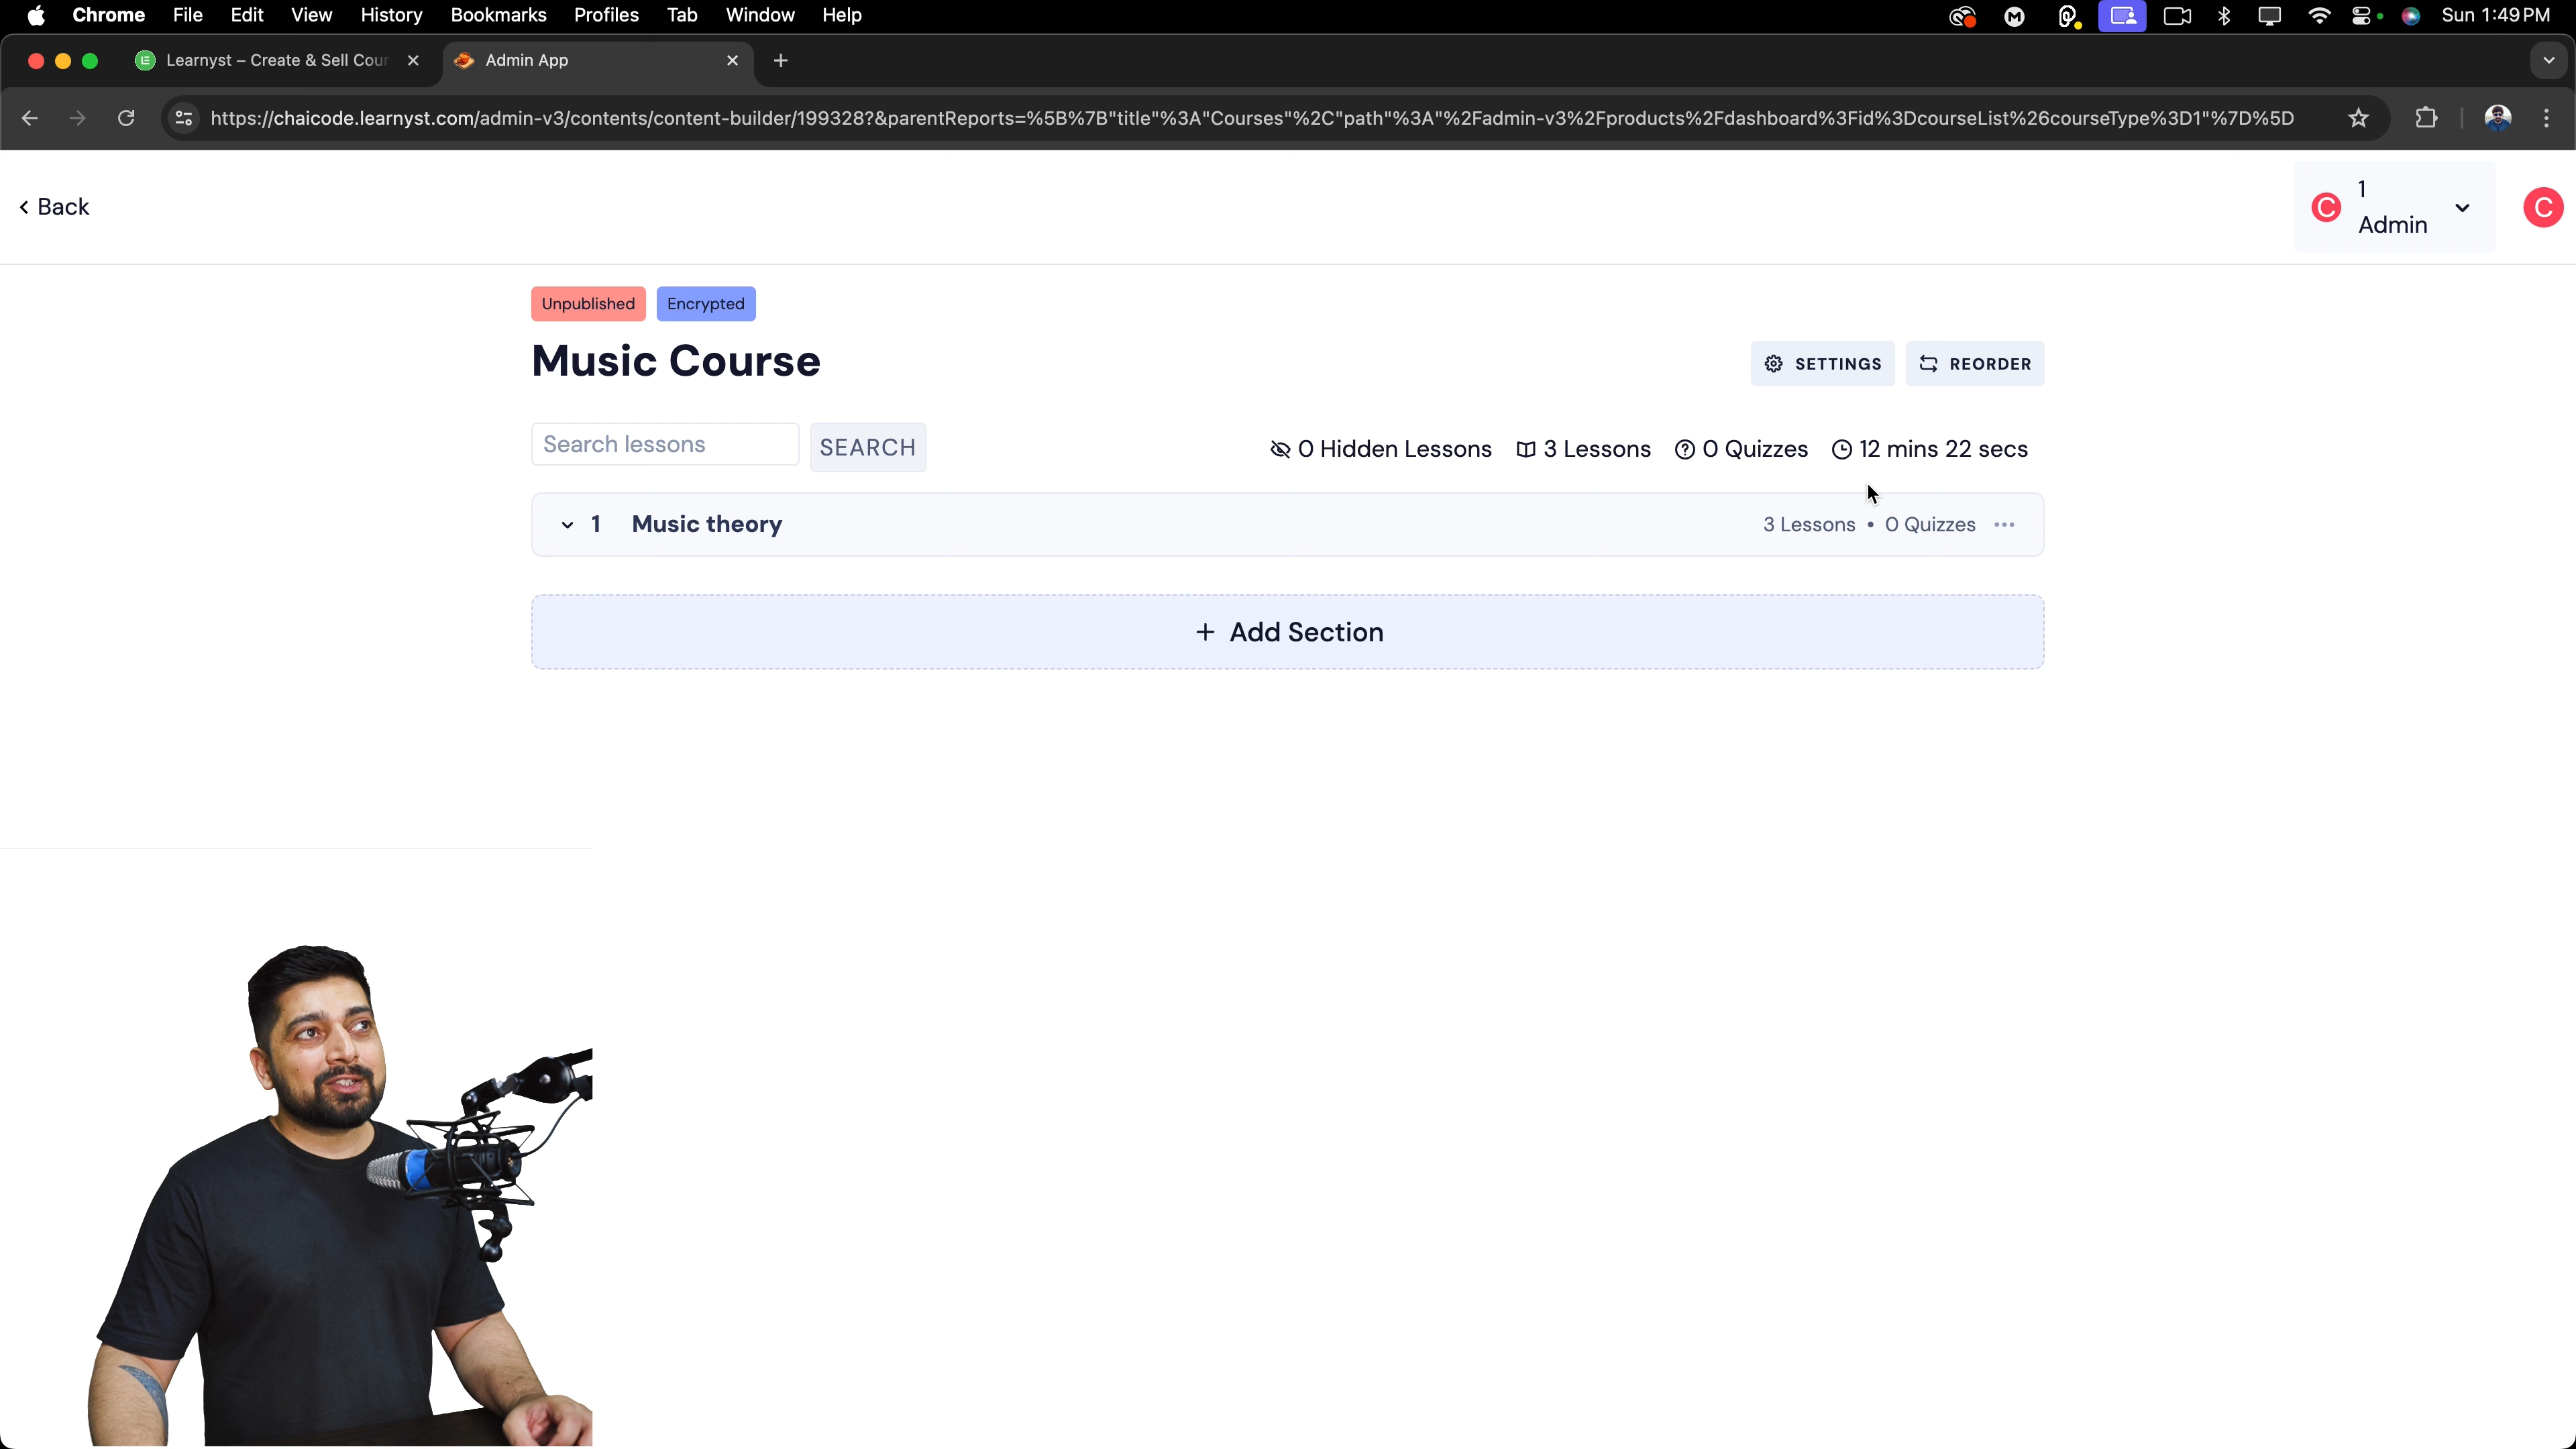 Chrome File Edit View History Bookmarks Profiles Tab Window Help Sun 1:49 PM
Learnyst – Create & Sell Cour Admin App
https://chaicode.learnyst.com/admin-v3/contents/content-builder/199328?&parentReports=%5B%7B"title"%3A"Courses"%2C"path"%3A"%2Fadmin-v3%2Fproducts%2Fdashboard%3Fid%3DcourseList%26courseType%3D1"%7D%5D
Back
C 1 Admin C
Unpublished Encrypted
Music Course
SETTINGS REORDER
Search lessons SEARCH 0 Hidden Lessons 3 Lessons 0 Quizzes 12 mins 22 secs
1 Music theory 3 Lessons • 0 Quizzes ···
+ Add Section